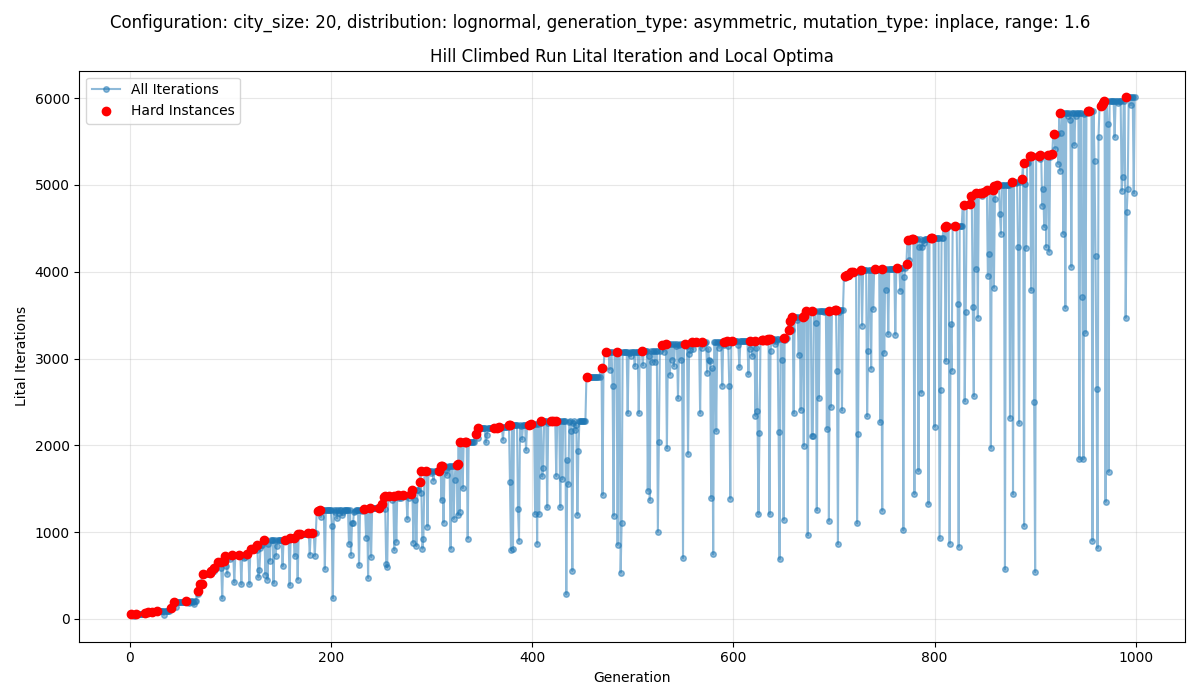 Configuration: city_size: 20, distribution: lognormal, generation_type: asymmetric, mutation_type: inplace, range: 1.6
Hill Climbed Run Lital Iteration and Local Optima
All Iterations
Hard Instances
Lital Iterations
6000
5000
4000
3000
2000
1000
0
0 200 400 600 800 1000
Generation